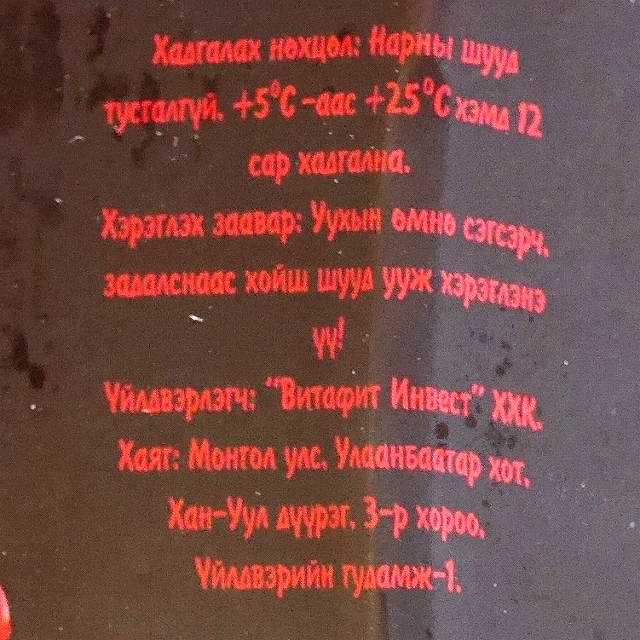 Хадгалах нөхцөл: Нарны шууд
тусгалгүй, +5°C -аас +25°C хэмд 12
сар хадгална.
Хэрэглэх заавар: Уухын өмнө сэгсэрч,
задалснаас хойш шууд ууж хэрэглэнэ
үү!
Үйлдвэрлэгч: "Витафит Инвест" ХХК,
Хаяг: Монгол улс, Улаанбаатар хот,
Хан-Уул дүүрэг, 3-р хороо,
Үйлдвэрийн гудамж-1,